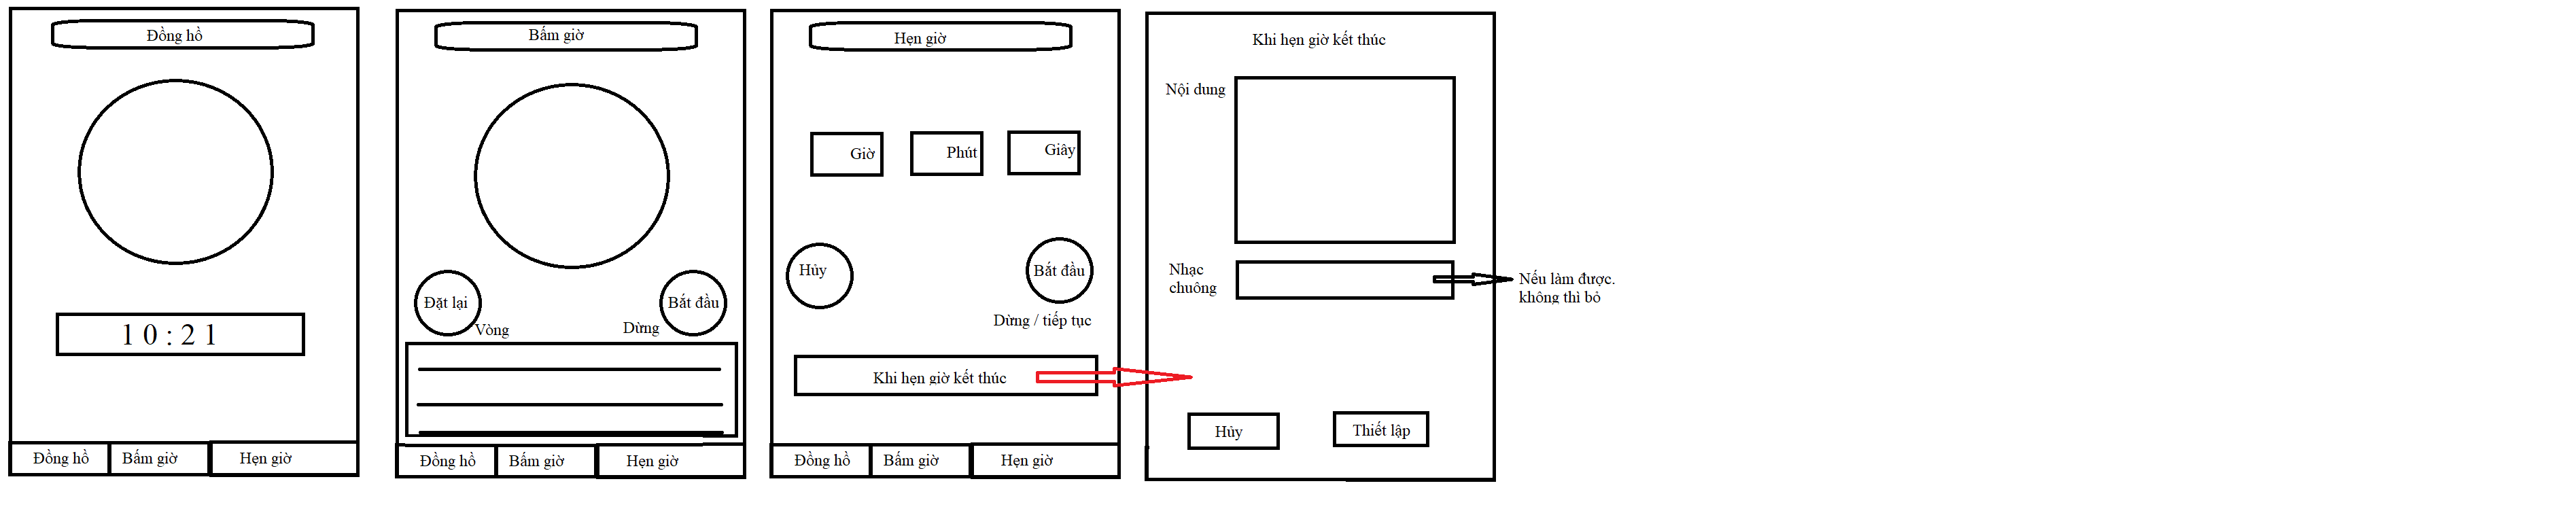 Đồng hồ
10:21
Đồng hồ
Bấm giờ
Hẹn giờ
Bấm giờ
Đặt lại
Bắt đầu
Vòng
Dừng
Đồng hồ
Bấm giờ
Hẹn giờ
Hẹn giờ
Giờ
Phút
Giây
Hủy
Bắt đầu
Dừng / tiếp tục
Khi hẹn giờ kết thúc
Đồng hồ
Bấm giờ
Hẹn giờ
Khi hẹn giờ kết thúc
Nội dung
Nhạc
chuông
Nếu làm được.
không thì bỏ
Hủy
Thiết lập